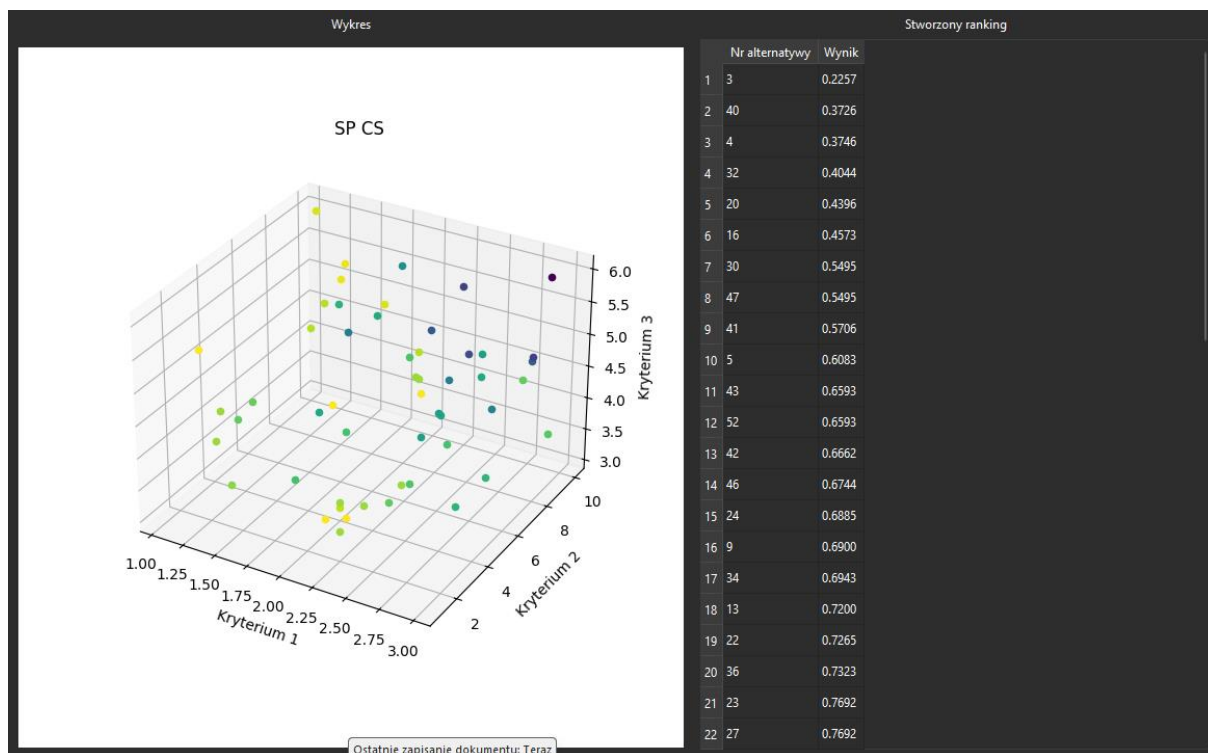 Wykres
Stworzony ranking
SP CS
6.0
5.5
5.0
4.5
4.0
3.5
3.0
Kryterium 3
10
8
6
4
2
Kryterium 2
1.00 1.25 1.50 1.75 2.00 2.25 2.50 2.75 3.00
Kryterium 1
Nr alternatywy Wynik
1 3 0.2257
2 40 0.3726
3 4 0.3746
4 32 0.4044
5 20 0.4396
6 16 0.4573
7 30 0.5495
8 47 0.5495
9 41 0.5706
10 5 0.6083
11 43 0.6593
12 52 0.6593
13 42 0.6662
14 46 0.6744
15 24 0.6885
16 9 0.6900
17 34 0.6943
18 13 0.7200
19 22 0.7265
20 36 0.7323
21 23 0.7692
22 27 0.7692
Ostatnie zapisanie dokumentu: Teraz